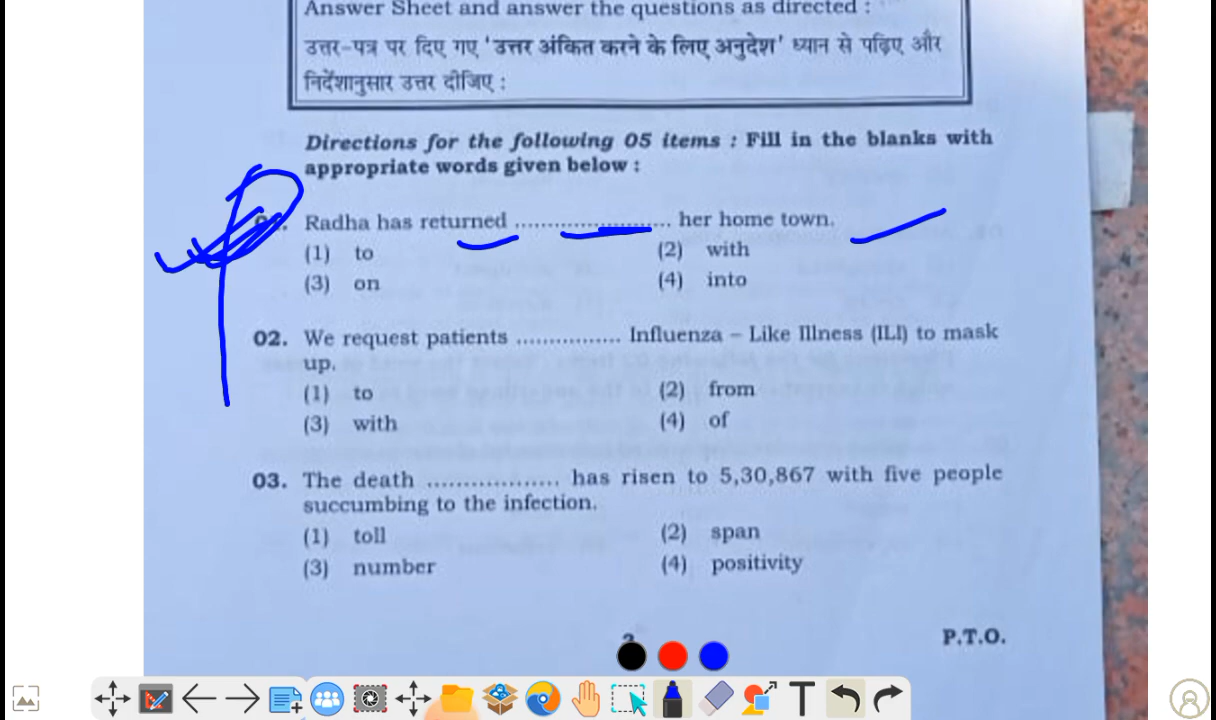 Answer Sheet and answer the questions as directed :
उत्तर-पत्र पर दिए गए 'उत्तर अंकित करने के लिए अनुदेश' ध्यान से पढ़िए और
निर्देशानुसार उत्तर दीजिए :
Directions for the following 05 items : Fill in the blanks with
appropriate words given below :
Radha has returned .................... her home town.
(1) to (2) with
(3) on (4) into
02. We request patients ................ Influenza – Like Illness (ILI) to mask
up.
(1) to (2) from
(3) with (4) of
03. The death .................. has risen to 5,30,867 with five people
succumbing to the infection.
(1) toll (2) span
(3) number (4) positivity
P.T.O.
T